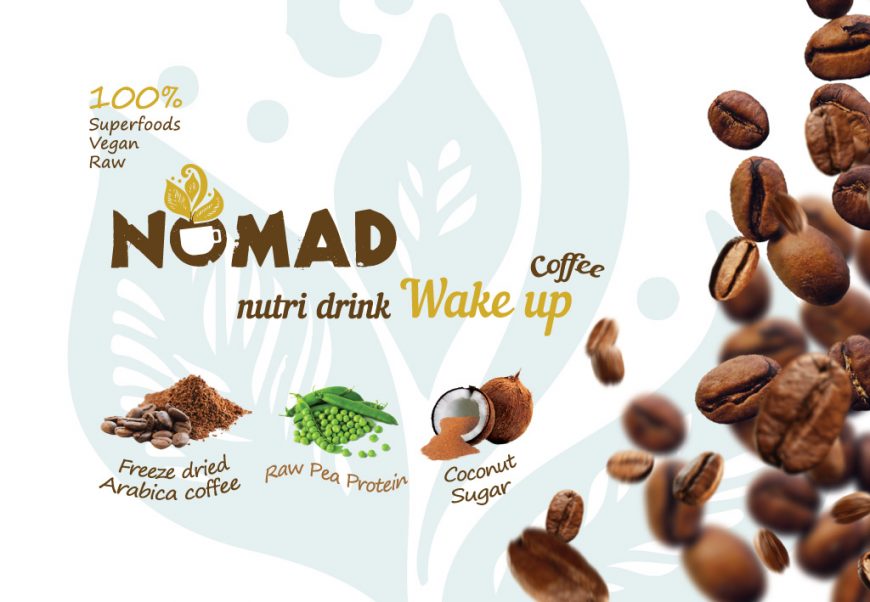 100%
Superfoods
Vegan
Raw
NOMAD
nutri drink Wake up
Coffee
Freeze dried
Arabica coffee
Raw Pea Protein
Coconut
Sugar